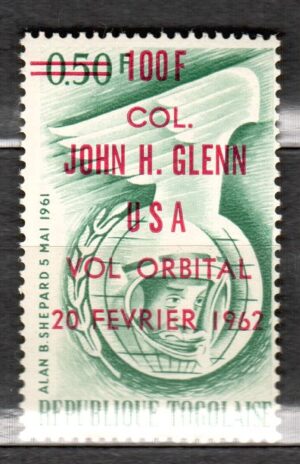 0.50 F 100F
COL.
JOHN H. GLENN
USA
VOL ORBITAL
20 FEVRIER 1962
ALAN B. SHEPARD 5 MAI 1961
REPUBLIQUE TOGOLAISE